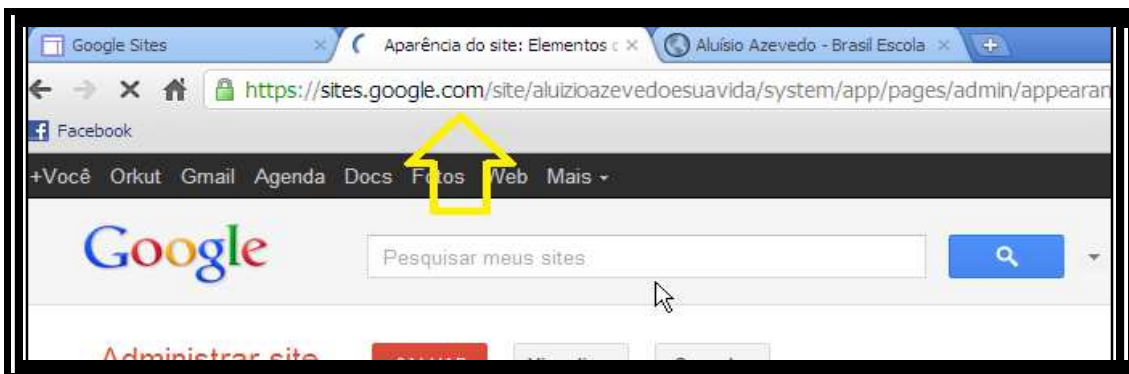 Google Sites Aparência do site: Elementos Aluísio Azevedo - Brasil Escola
https://sites.google.com/site/aluizioazevedoesuavida/system/app/pages/admin/appearan
Facebook
+Você Orkut Gmail Agenda Docs Fotos Web Mais
Google Pesquisar meus sites
Administrar site